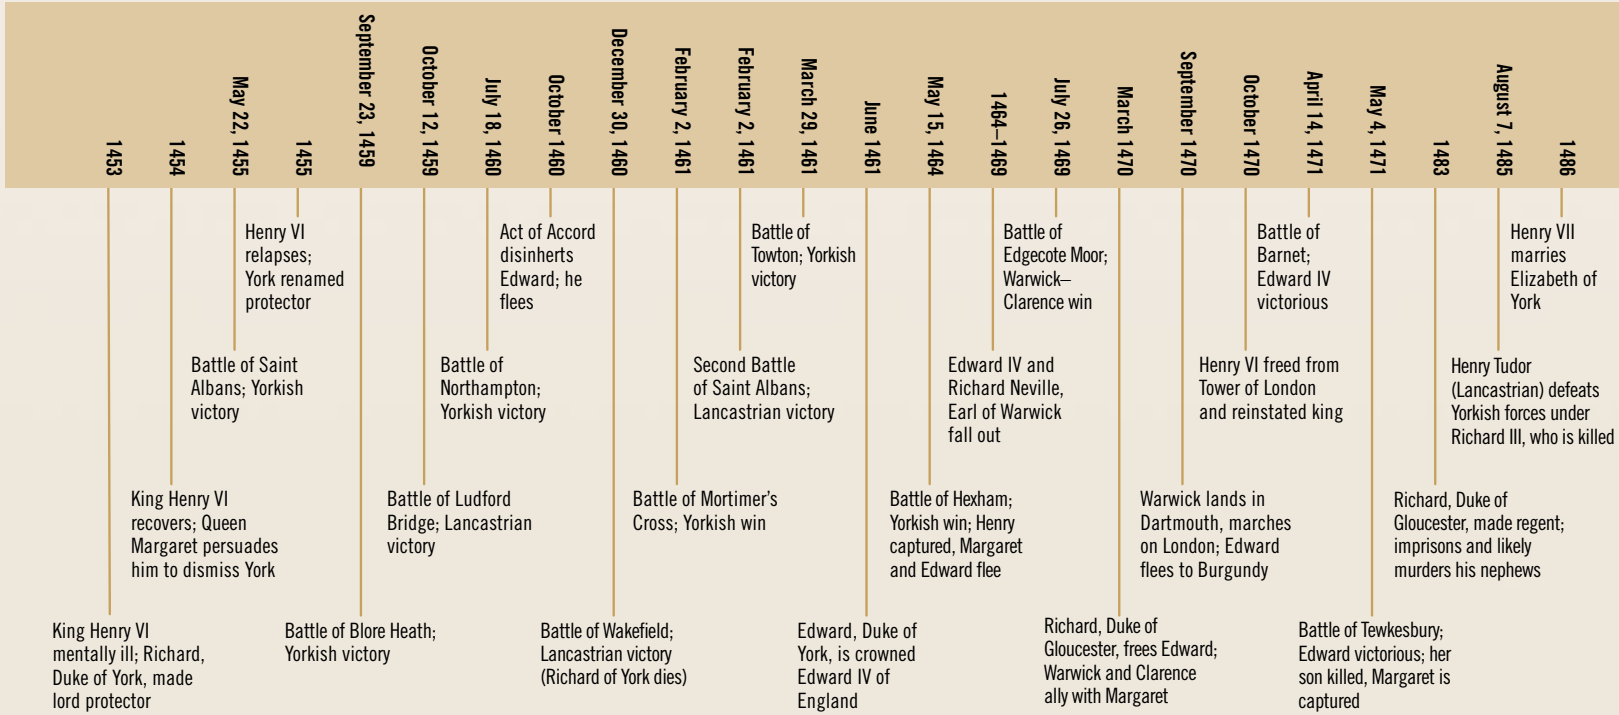 1453
1454
May 22, 1455
1455
September 23, 1459
October 12, 1459
July 18, 1460
October 1460
December 30, 1460
February 2, 1461
February 2, 1461
March 29, 1461
June 1461
May 15, 1464
1464–1469
July 26, 1469
March 1470
September 1470
October 1470
April 14, 1471
May 4, 1471
1483
August 7, 1485
1486
Henry VI
relapses;
York renamed
protector
Act of Accord
disinherts
Edward; he
flees
Battle of
Towton; Yorkish
victory
Battle of
Edgecote Moor;
Warwick–
Clarence win
Battle of
Barnet;
Edward IV
victorious
Henry VII
marries
Elizabeth of
York
Battle of Saint
Albans; Yorkish
victory
Battle of
Northampton;
Yorkish victory
Second Battle
of Saint Albans;
Lancastrian victory
Edward IV and
Richard Neville,
Earl of Warwick
fall out
Henry VI freed from
Tower of London
and reinstated king
Henry Tudor
(Lancastrian) defeats
Yorkish forces under
Richard III, who is killed
King Henry VI
recovers; Queen
Margaret persuades
him to dismiss York
Battle of Ludford
Bridge; Lancastrian
victory
Battle of Mortimer’s
Cross; Yorkish win
Battle of Hexham;
Yorkish win; Henry
captured, Margaret
and Edward flee
Warwick lands in
Dartmouth, marches
on London; Edward
flees to Burgundy
Richard, Duke of
Gloucester, made regent;
imprisons and likely
murders his nephews
King Henry VI
mentally ill; Richard,
Duke of York, made
lord protector
Battle of Blore Heath;
Yorkish victory
Battle of Wakefield;
Lancastrian victory
(Richard of York dies)
Edward, Duke of
York, is crowned
Edward IV of
England
Richard, Duke of
Gloucester, frees Edward;
Warwick and Clarence
ally with Margaret
Battle of Tewkesbury;
Edward victorious; her
son killed, Margaret is
captured